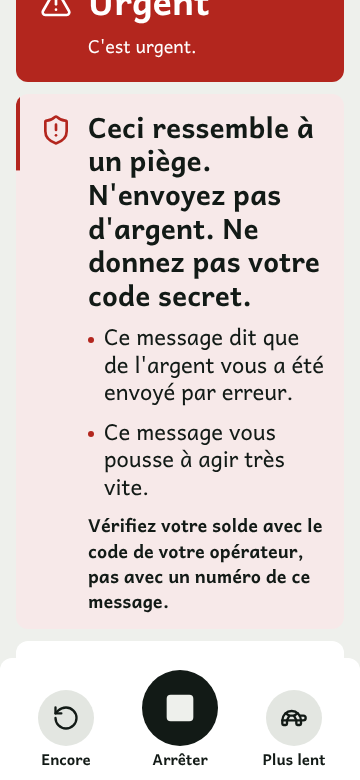 Urgent
C'est urgent.
Ceci ressemble à
un piège.
N'envoyez pas
d'argent. Ne
donnez pas votre
code secret.
• Ce message dit que
de l'argent vous a été
envoyé par erreur.
• Ce message vous
pousse à agir très
vite.
Vérifiez votre solde avec le
code de votre opérateur,
pas avec un numéro de ce
message.
Encore
Arrêter
Plus lent